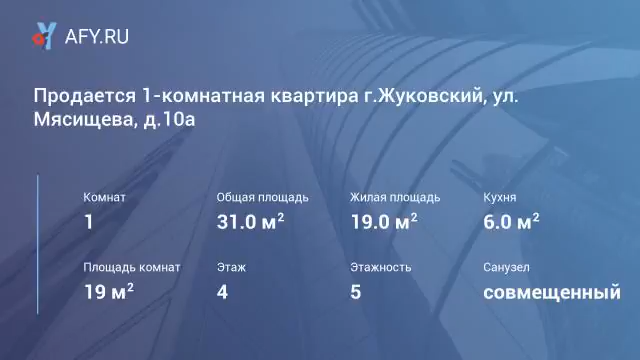 AFY.RU
Продается 1-комнатная квартира г.Жуковский, ул.
Мясищева, д.10а
Комнат Общая площадь Жилая площадь Кухня
1 31.0 м² 19.0 м² 6.0 м²
Площадь комнат Этаж Этажность Санузел
19 м² 4 5 совмещенный